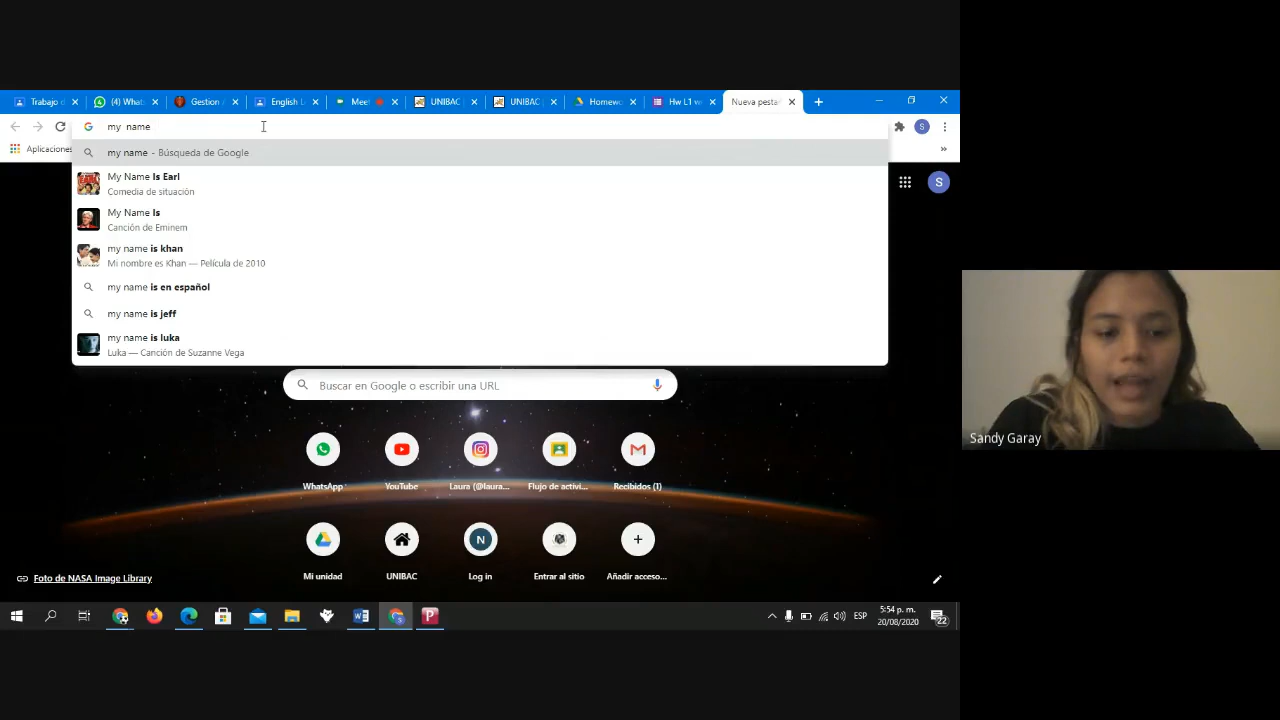 Trabajo d
(4) What
Gestion A
English L
Meet
UNIBAC
UNIBAC
Homew
Hw L1 w
Nueva pesta
my  name
Aplicaciones
my name - Búsqueda de Google
My Name Is Earl
Comedia de situación
My Name Is
Canción de Eminem
my name is khan
Mi nombre es Khan — Película de 2010
my name is en español
my name is jeff
my name is luka
Luka — Canción de Suzanne Vega
S
S
Buscar en Google o escribir una URL
WhatsApp
YouTube
Laura (@laura...
Flujo de activi...
Recibidos (1)
N
Mi unidad
UNIBAC
Log in
Entrar al sitio
Añadir acceso...
Foto de NASA Image Library
Sandy Garay
ESP
5:54 p. m.
20/08/2020
22